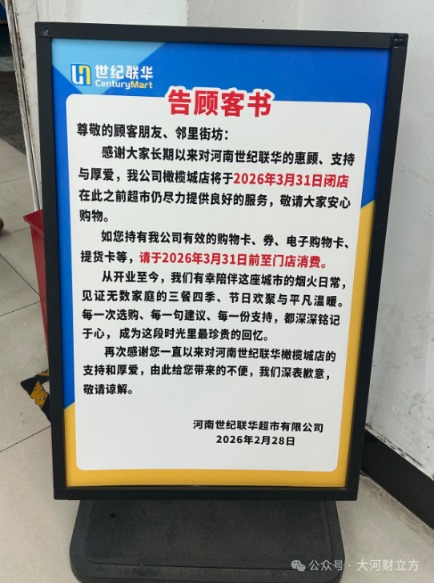 世纪联华
CenturyMart
告顾客书
尊敬的顾客朋友、邻里街坊：
感谢大家长期以来对河南世纪联华的惠顾、支持
与厚爱，我公司橄榄城店将于2026年3月31日闭店
在此之前超市仍尽力提供良好的服务，敬请大家安心
购物。
如您持有我公司有效的购物卡、券、电子购物卡、
提货卡等，请于2026年3月31日前至门店消费。
从开业至今，我们有幸陪伴这座城市的烟火日常，
见证无数家庭的三餐四季、节日欢聚与平凡温暖。
每一次选购、每一句建议、每一份支持，都深深铭记
于心，成为这段时光里最珍贵的回忆。
再次感谢您一直以来对河南世纪联华橄榄城店的
支持和厚爱，由此给您带来的不便，我们深表歉意，
敬请谅解。
河南世纪联华超市有限公司
2026年2月28日
公众号·大河财立方